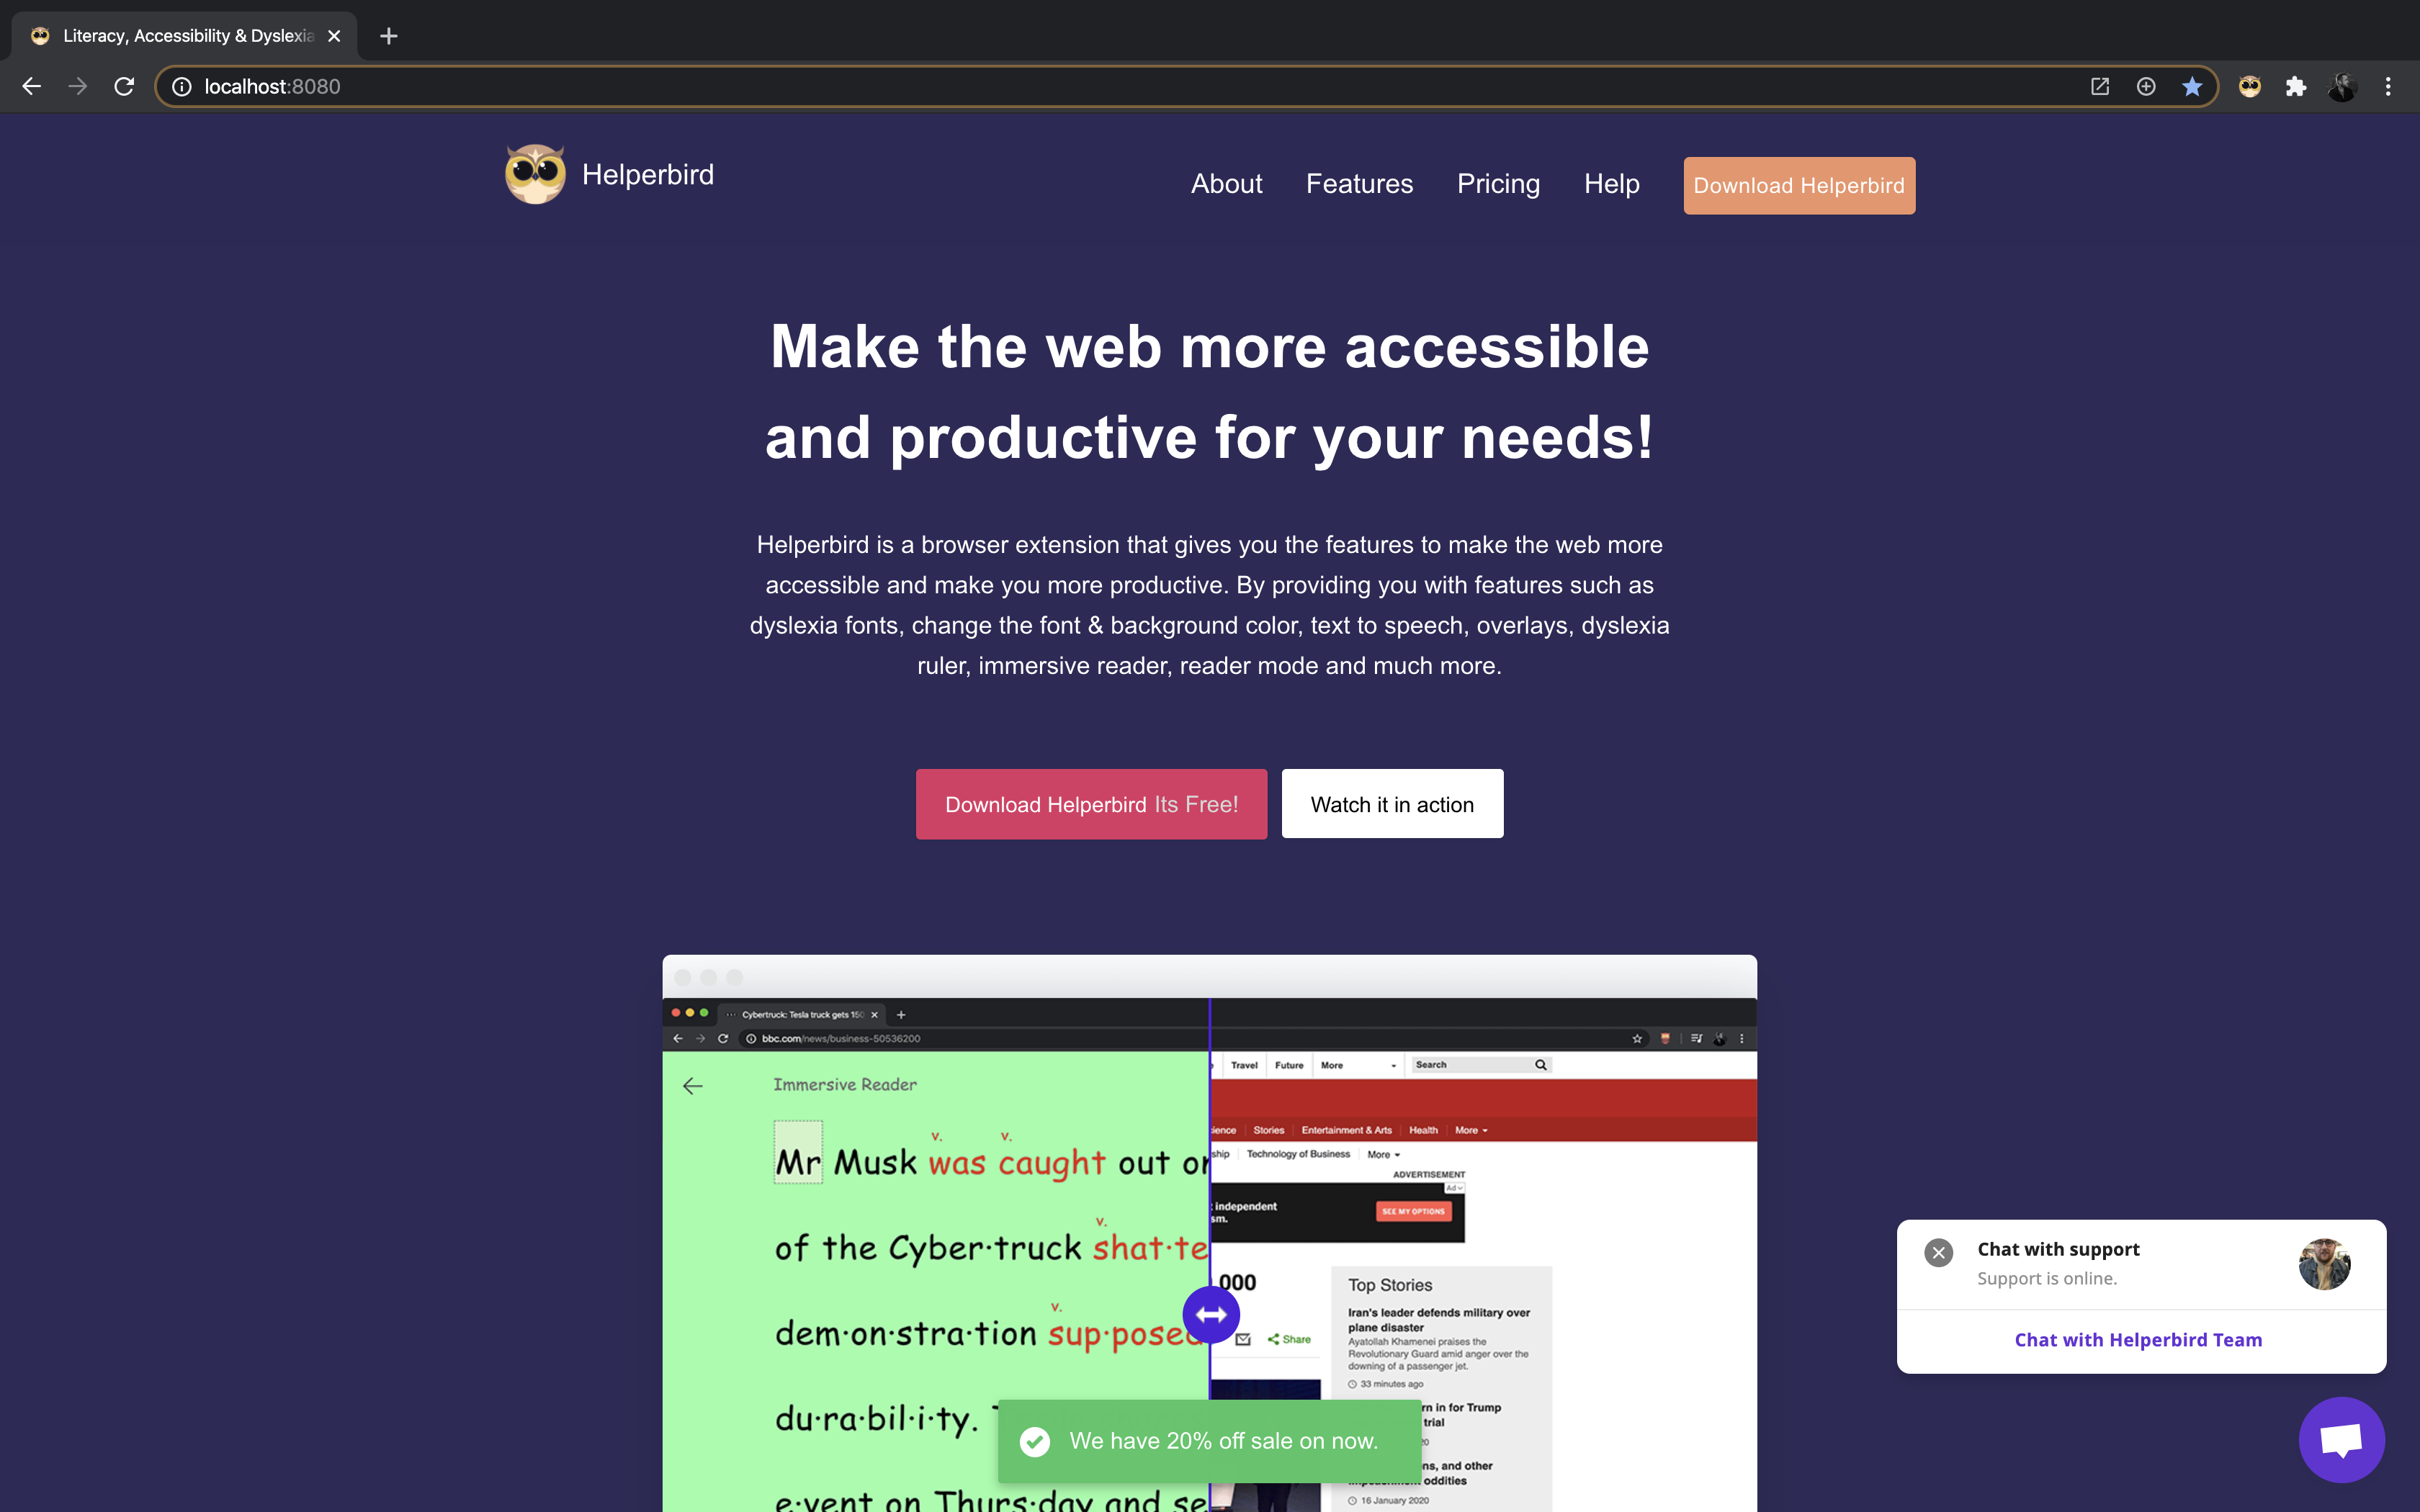 Literacy, Accessibility & Dyslexia
localhost:8080
Helperbird
About
Features
Pricing
Help
Download Helperbird
Make the web more accessible
and productive for your needs!
Helperbird is a browser extension that gives you the features to make the web more
accessible and make you more productive. By providing you with features such as
dyslexia fonts, change the font & background color, text to speech, overlays, dyslexia
ruler, immersive reader, reader mode and much more.
Download Helperbird Its Free!
Watch it in action
Cybertruck: Tesla truck gets 150
bbc.com/news/business-50536200
Immersive Reader
v. v.
Mr Musk was caught out or
v.
of the Cyber·truck shat·te
v.
dem·on·stra·tion sup·posed
du·ra·bil·i·ty.
e·vent on Thurs·day and se
Travel
Future
More
Search
ience
Stories
Entertainment & Arts
Health
More
ship
Technology of Business
More
ADVERTISEMENT
Ad
independent
sm.
SEE MY OPTIONS
,000
Share
Top Stories
Iran's leader defends military over
plane disaster
Ayatollah Khamenei praises the
Revolutionary Guard amid anger over the
downing of a passenger jet.
33 minutes ago
rn in for Trump
trial
20
ns, and other
oddities
16 January 2020
We have 20% off sale on now.
Chat with support
Support is online.
Chat with Helperbird Team